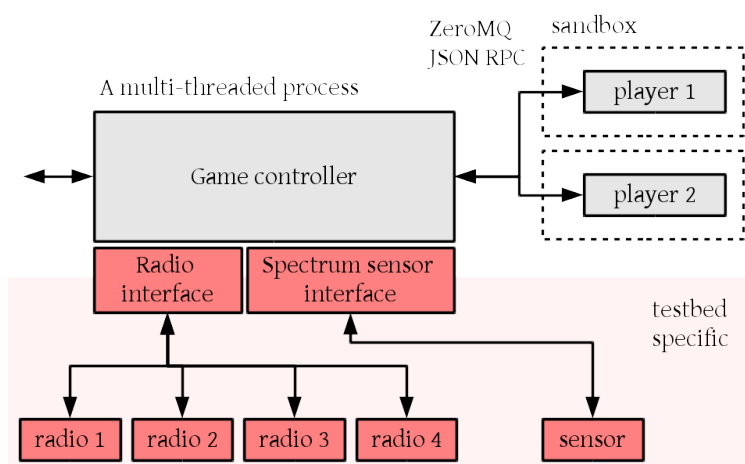 ZeroMQ
JSON RPC
sandbox
A multi-threaded process
player 1
Game controller
player 2
Radio
interface
Spectrum sensor
interface
testbed
specific
radio 1
radio 2
radio 3
radio 4
sensor